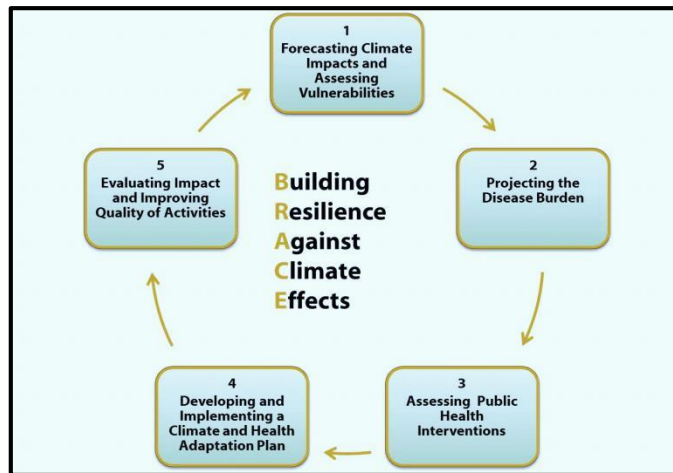 1
Forecasting Climate
Impacts and
Assessing
Vulnerabilities
2
Projecting the
Disease Burden
3
Assessing Public
Health
Interventions
4
Developing and
Implementing a
Climate and Health
Adaptation Plan
5
Evaluating Impact
and Improving
Quality of Activities
Building
Resilience
Against
Climate
Effects